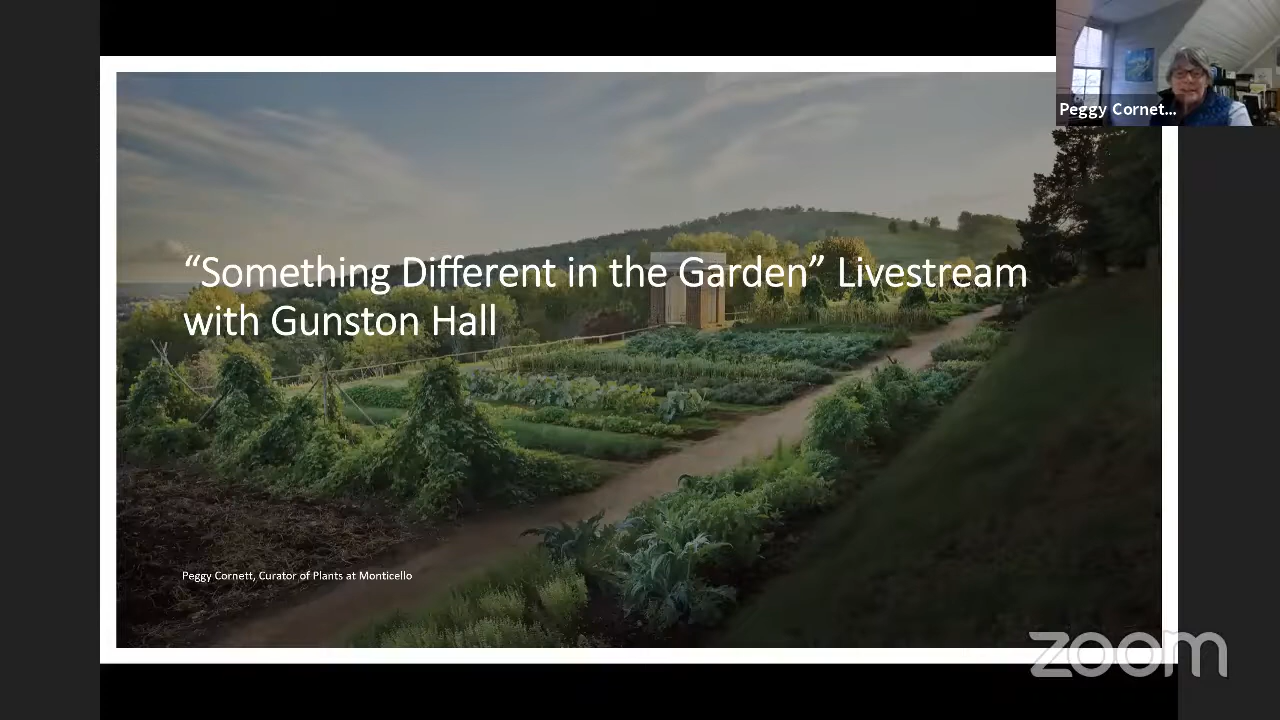 Peggy Cornet...
“Something Different in the Garden” Livestream
with Gunston Hall
Peggy Cornett, Curator of Plants at Monticello
zoom